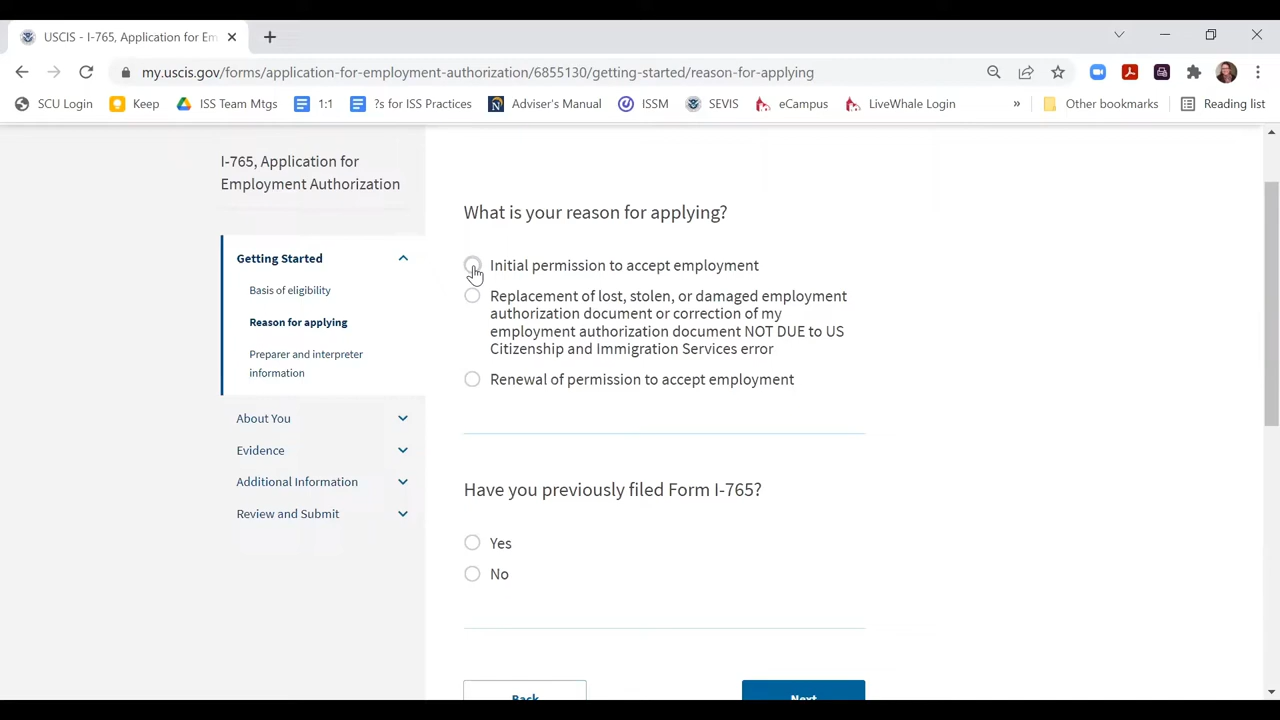 USCIS - I-765, Application for Em
my.uscis.gov/forms/application-for-employment-authorization/6855130/getting-started/reason-for-applying
SCU Login Keep ISS Team Mtgs 1:1 ?s for ISS Practices Adviser's Manual ISSM SEVIS eCampus LiveWhale Login » Other bookmarks Reading list
I-765, Application for
Employment Authorization
Getting Started
Basis of eligibility
Reason for applying
Preparer and interpreter
information
About You
Evidence
Additional Information
Review and Submit
What is your reason for applying?
Initial permission to accept employment
Replacement of lost, stolen, or damaged employment
authorization document or correction of my
employment authorization document NOT DUE to US
Citizenship and Immigration Services error
Renewal of permission to accept employment
Have you previously filed Form I-765?
Yes
No
Back Next